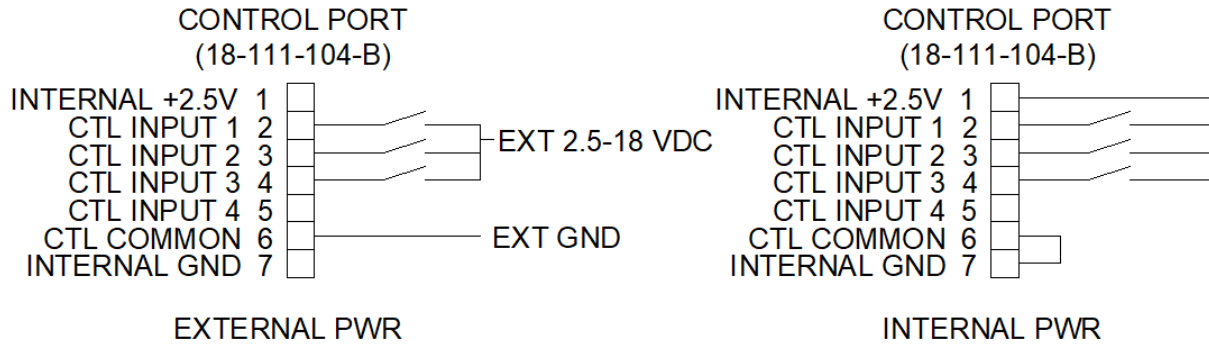 CONTROL PORT
(18-111-104-B)
INTERNAL +2.5V 1
CTL INPUT 1 2
CTL INPUT 2 3
CTL INPUT 3 4
CTL INPUT 4 5
CTL COMMON 6
INTERNAL GND 7
EXT 2.5-18 VDC
EXT GND
EXTERNAL PWR
CONTROL PORT
(18-111-104-B)
INTERNAL +2.5V 1
CTL INPUT 1 2
CTL INPUT 2 3
CTL INPUT 3 4
CTL INPUT 4 5
CTL COMMON 6
INTERNAL GND 7
INTERNAL PWR